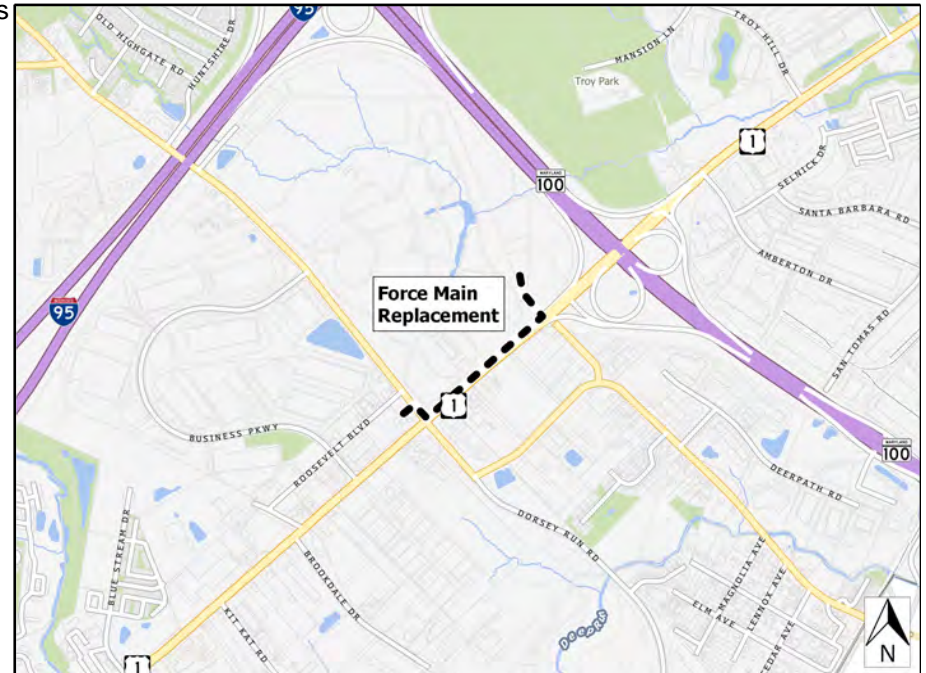 s
95
OLD HIGHGATE RD
HUNTSHIRE DR
MANSION LN
TROY HILL DR
Troy Park
1
MARYLAND
100
SELNICK DR
SANTA BARBARA RD
AMBERTON DR
Force Main
Replacement
95
SAN TOMAS RD
1
BUSINESS PKWY
ROOSEVELT BLVD
MARYLAND
100
DEERPATH RD
DORSEY RUN RD
BLUE STREAM DR
BROOKDALE DR
MAGNOLIA AVE
LENNOX AVE
ELM AVE
KIT KAT RD
CEDAR AVE
N
1